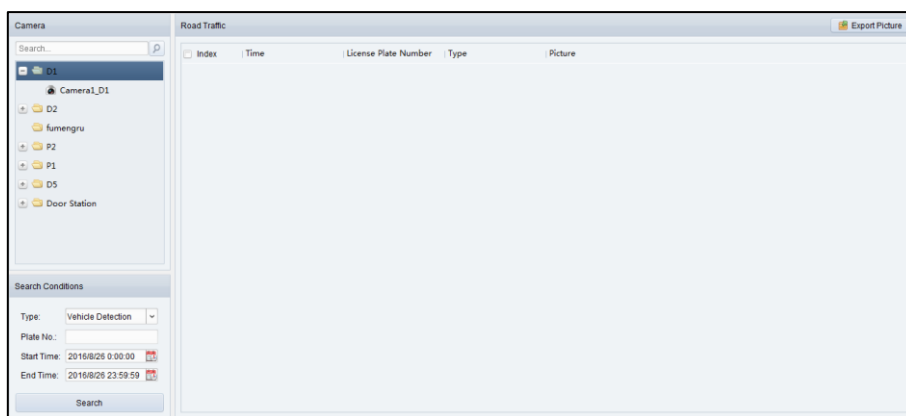 Camera
Search...
D1
Camera1_D1
D2
fumengru
P2
P1
D5
Door Station
Search Conditions
Type: Vehicle Detection
Plate No.:
Start Time: 2016/8/26 0:00:00
End Time: 2016/8/26 23:59:59
Search
Road Traffic
Export Picture
Index Time License Plate Number Type Picture